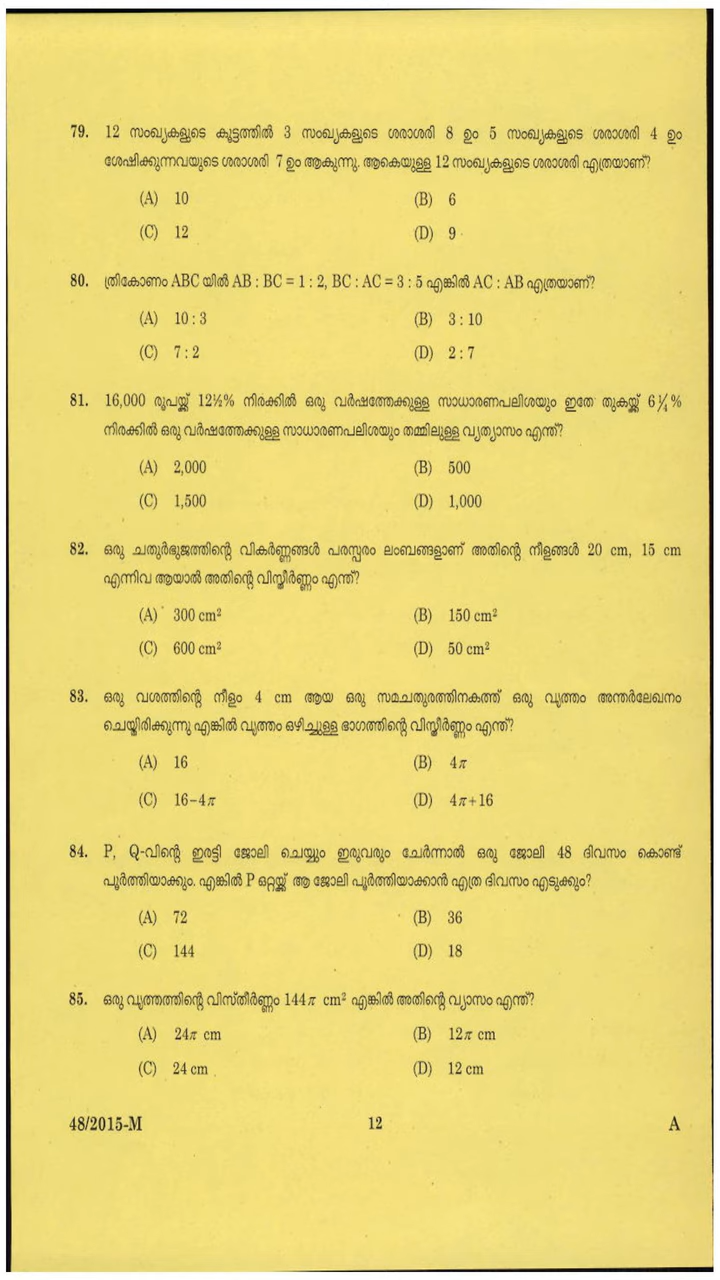 79. 12 സംഖ്യകളുടെ കൂട്ടത്തിൽ 3 സംഖ്യകളുടെ ശരാശരി 8 ഉം 5 സംഖ്യകളുടെ ശരാശരി 4 ഉം
ശേഷിക്കുന്നവയുടെ ശരാശരി 7 ഉം ആകുന്നു. ആകെയുള്ള 12 സംഖ്യകളുടെ ശരാശരി എത്രയാണ്?
(A) 10 (B) 6
(C) 12 (D) 9
80. ത്രികോണം ABC യിൽ AB : BC = 1 : 2, BC : AC = 3 : 5 എങ്കിൽ AC : AB എത്രയാണ്?
(A) 10 : 3 (B) 3 : 10
(C) 7 : 2 (D) 2 : 7
81. 16,000 രൂപയ്ക്ക് 12½% നിരക്കിൽ ഒരു വർഷത്തേക്കുള്ള സാധാരണപലിശയും ഇതേ തുകയ്ക്ക് 6¼%
നിരക്കിൽ ഒരു വർഷത്തേക്കുള്ള സാധാരണപലിശയും തമ്മിലുള്ള വ്യത്യാസം എന്ത്?
(A) 2,000 (B) 500
(C) 1,500 (D) 1,000
82. ഒരു ചതുർഭുജത്തിന്റെ വികർണ്ണങ്ങൾ പരസ്പരം ലംബങ്ങളാണ് അതിന്റെ നീളങ്ങൾ 20 cm, 15 cm
എന്നിവ ആയാൽ അതിന്റെ വിസ്തീർണ്ണം എന്ത്?
(A) 300 cm² (B) 150 cm²
(C) 600 cm² (D) 50 cm²
83. ഒരു വശത്തിന്റെ നീളം 4 cm ആയ ഒരു സമചതുരത്തിനകത്ത് ഒരു വൃത്തം അന്തർലേഖനം
ചെയ്തിരിക്കുന്നു എങ്കിൽ വൃത്തം ഒഴിച്ചുള്ള ഭാഗത്തിന്റെ വിസ്തീർണ്ണം എന്ത്?
(A) 16 (B) 4π
(C) 16−4π (D) 4π+16
84. P, Q-വിന്റെ ഇരട്ടി ജോലി ചെയ്യും ഇരുവരും ചേർന്നാൽ ഒരു ജോലി 48 ദിവസം കൊണ്ട്
പൂർത്തിയാക്കും. എങ്കിൽ P ഒറ്റയ്ക്ക് ആ ജോലി പൂർത്തിയാക്കാൻ എത്ര ദിവസം എടുക്കും?
(A) 72 (B) 36
(C) 144 (D) 18
85. ഒരു വൃത്തത്തിന്റെ വിസ്തീർണ്ണം 144π cm² എങ്കിൽ അതിന്റെ വ്യാസം എന്ത്?
(A) 24π cm (B) 12π cm
(C) 24 cm (D) 12 cm
48/2015-M 12 A